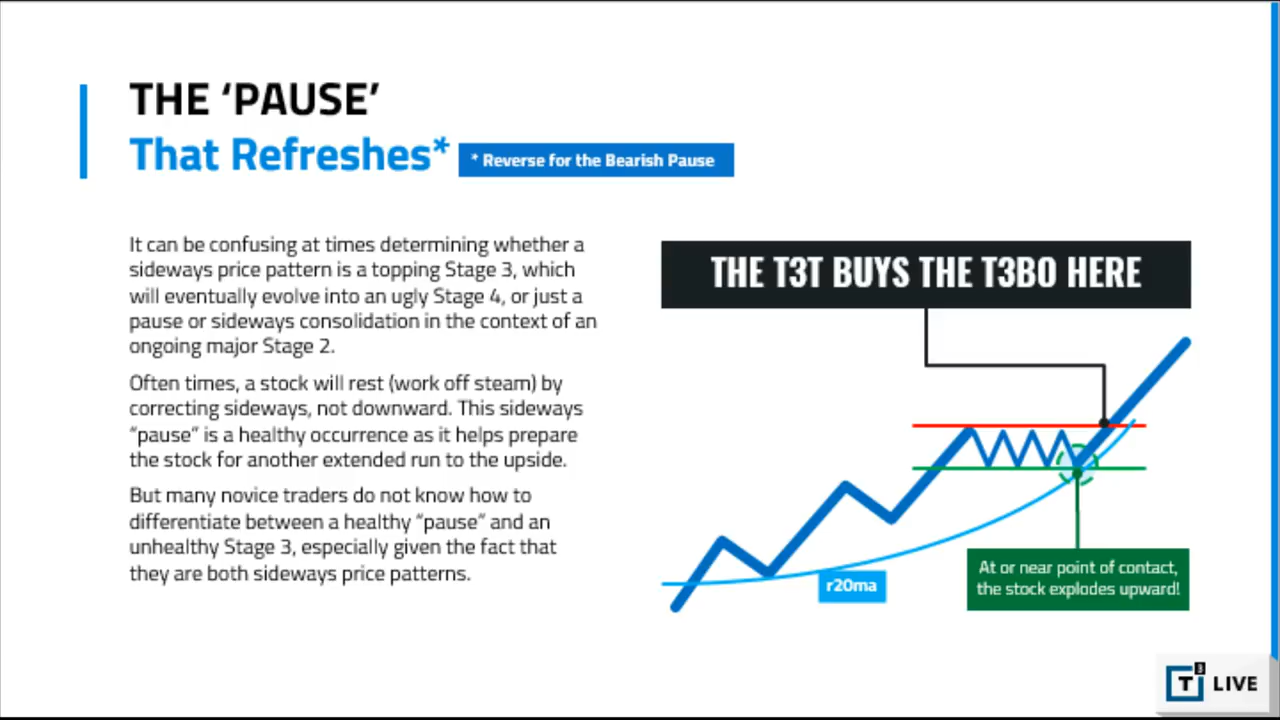 THE ‘PAUSE’
That Refreshes*
* Reverse for the Bearish Pause
It can be confusing at times determining whether a
sideways price pattern is a topping Stage 3, which
will eventually evolve into an ugly Stage 4, or just a
pause or sideways consolidation in the context of an
ongoing major Stage 2.
Often times, a stock will rest (work off steam) by
correcting sideways, not downward. This sideways
“pause” is a healthy occurrence as it helps prepare
the stock for another extended run to the upside.
But many novice traders do not know how to
differentiate between a healthy “pause” and an
unhealthy Stage 3, especially given the fact that
they are both sideways price patterns.
THE T3T BUYS THE T3BO HERE
r20ma
At or near point of contact,
the stock explodes upward!
T3 LIVE